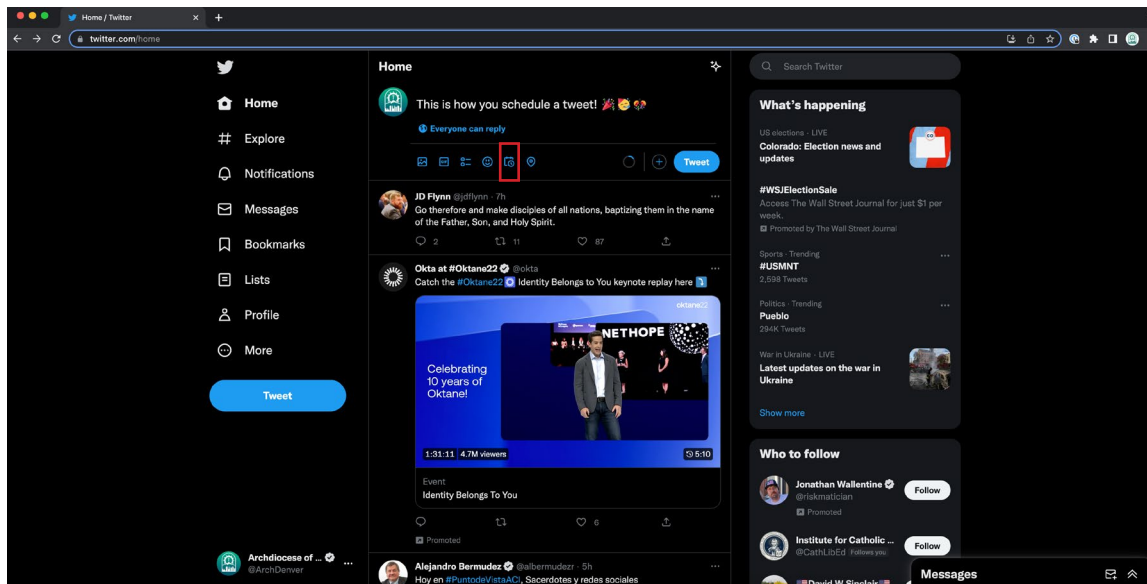 Home / Twitter
twitter.com/home
Home
Explore
Notifications
Messages
Bookmarks
Lists
Profile
More
Tweet
Archdiocese of ...
@ArchDenver
Home
This is how you schedule a tweet! 🎉🥳🎊
Everyone can reply
GIF
Tweet
JD Flynn @jdflynn · 7h
Go therefore and make disciples of all nations, baptizing them in the name
of the Father, Son, and Holy Spirit.
2 11 87
Okta at #Oktane22 @okta
Catch the #Oktane22 Identity Belongs to You keynote replay here ⤵️
oktane22
NETHOPE
Celebrating
10 years of
Oktane!
1:31:11 4.7M viewers
5:10
Event
Identity Belongs To You
6
Promoted
Alejandro Bermudez @albermudezr · 5h
Hoy en #PuntodeVistaACI, Sacerdotes y redes sociales
Search Twitter
What's happening
US elections · LIVE
Colorado: Election news and
updates
#WSJElectionSale
Access The Wall Street Journal for just $1 per
week.
Promoted by The Wall Street Journal
Sports · Trending
#USMNT
2,598 Tweets
Politics · Trending
Pueblo
294K Tweets
War in Ukraine · LIVE
Latest updates on the war in
Ukraine
Show more
Who to follow
Jonathan Wallentine
@riskmatician
Follow
Promoted
Institute for Catholic ...
@CathLibEd Follows you
Follow
David W Sinclair
Messages